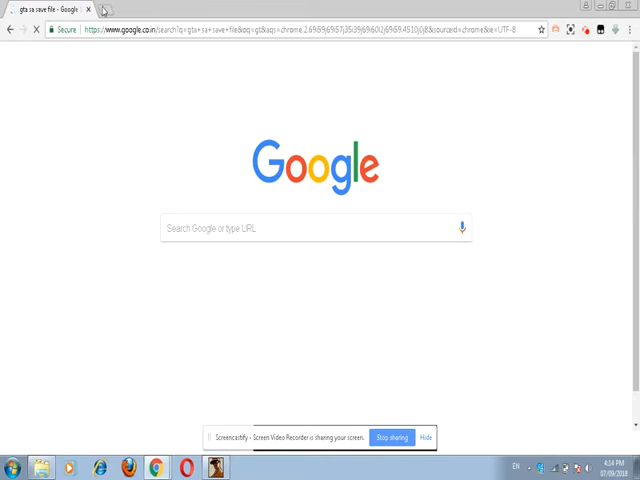 gta sa save file - Google
Secure
https://www.google.co.in/search?q=gta+sa+save+file&oq=gt&aqs=chrome.2.69i59j69i57j35i39j69i60l2j69i59.4510j0j8&sourceid=chrome&ie=UTF-8
Google
Search Google or type URL
Screencastify - Screen Video Recorder is sharing your screen.
Stop sharing
Hide
EN
4:14 PM
07/09/2018